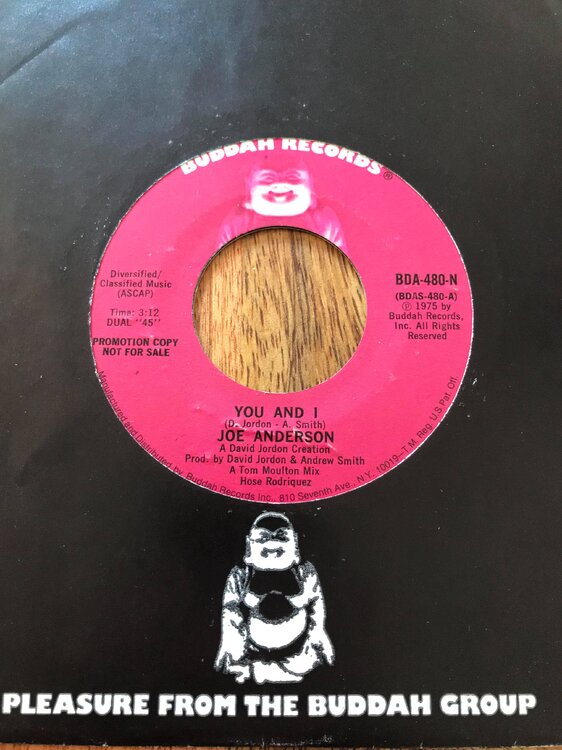 BUDDAH RECORDS®
Diversified/
Classified Music
(ASCAP)
Time: 3:12
DUAL "45"
PROMOTION COPY
NOT FOR SALE
BDA-480-N
(BDAS-480-A)
℗ 1975 by
Buddah Records,
Inc. All Rights
Reserved
YOU AND I
(D. Jordon - A. Smith)
JOE ANDERSON
A David Jordon Creation
Prod. by David Jordon & Andrew Smith
A Tom Moulton Mix
Hose Rodriquez
Manufactured and Distributed by Buddah Records Inc., 810 Seventh Ave., N.Y. 10019–T.M. Reg. U.S. Pat. Off.
PLEASURE FROM THE BUDDAH GROUP